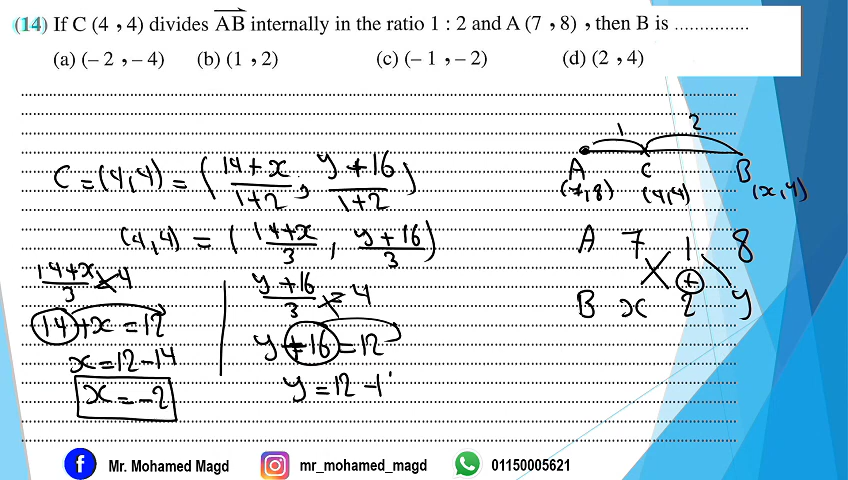 (14) If C (4 , 4) divides AB internally in the ratio 1 : 2 and A (7 , 8) , then B is ................
(a) (– 2 , – 4) (b) (1 , 2) (c) (– 1 , – 2) (d) (2 , 4)
1 2
A C B
(7,8) (4,4) (x,y)
C = (4,4) = ( 14+x / 1+2 , y+16 / 1+2 )
(4,4) = ( 14+x / 3 , y+16 / 3 )
A 7 1 8
+
B x 2 y
14+x / 3 = 4
14+x = 12
x = 12-14
x = -2
y+16 / 3 = 4
y+16 = 12
y = 12 -1
Mr. Mohamed Magd
mr_mohamed_magd
01150005621